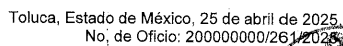 Toluca, Estado de México, 25 de abril de 2025.
No. de Oficio: 200000000/261/2025.